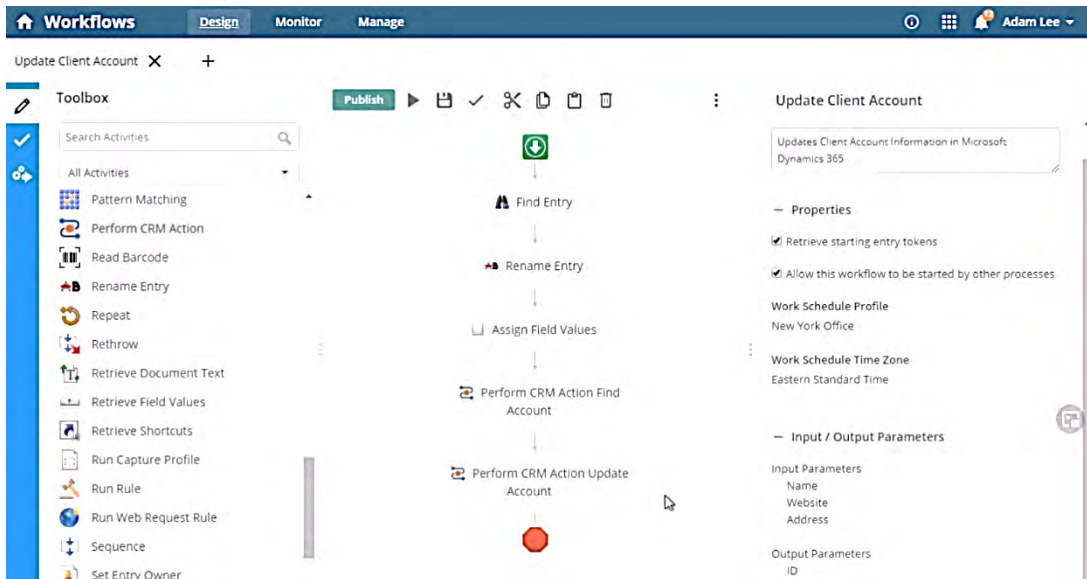 Workflows
Design
Monitor
Manage
Adam Lee
Update Client Account
Toolbox
Search Activities
All Activities
Pattern Matching
Perform CRM Action
Read Barcode
Rename Entry
Repeat
Rethrow
Retrieve Document Text
Retrieve Field Values
Retrieve Shortcuts
Run Capture Profile
Run Rule
Run Web Request Rule
Sequence
Set Entry Owner
Publish
Find Entry
Rename Entry
Assign Field Values
Perform CRM Action Find
Account
Perform CRM Action Update
Account
Update Client Account
Updates Client Account Information in Microsoft
Dynamics 365
Properties
Retrieve starting entry tokens
Allow this workflow to be started by other processes
Work Schedule Profile
New York Office
Work Schedule Time Zone
Eastern Standard Time
Input / Output Parameters
Input Parameters
Name
Website
Address
Output Parameters
ID